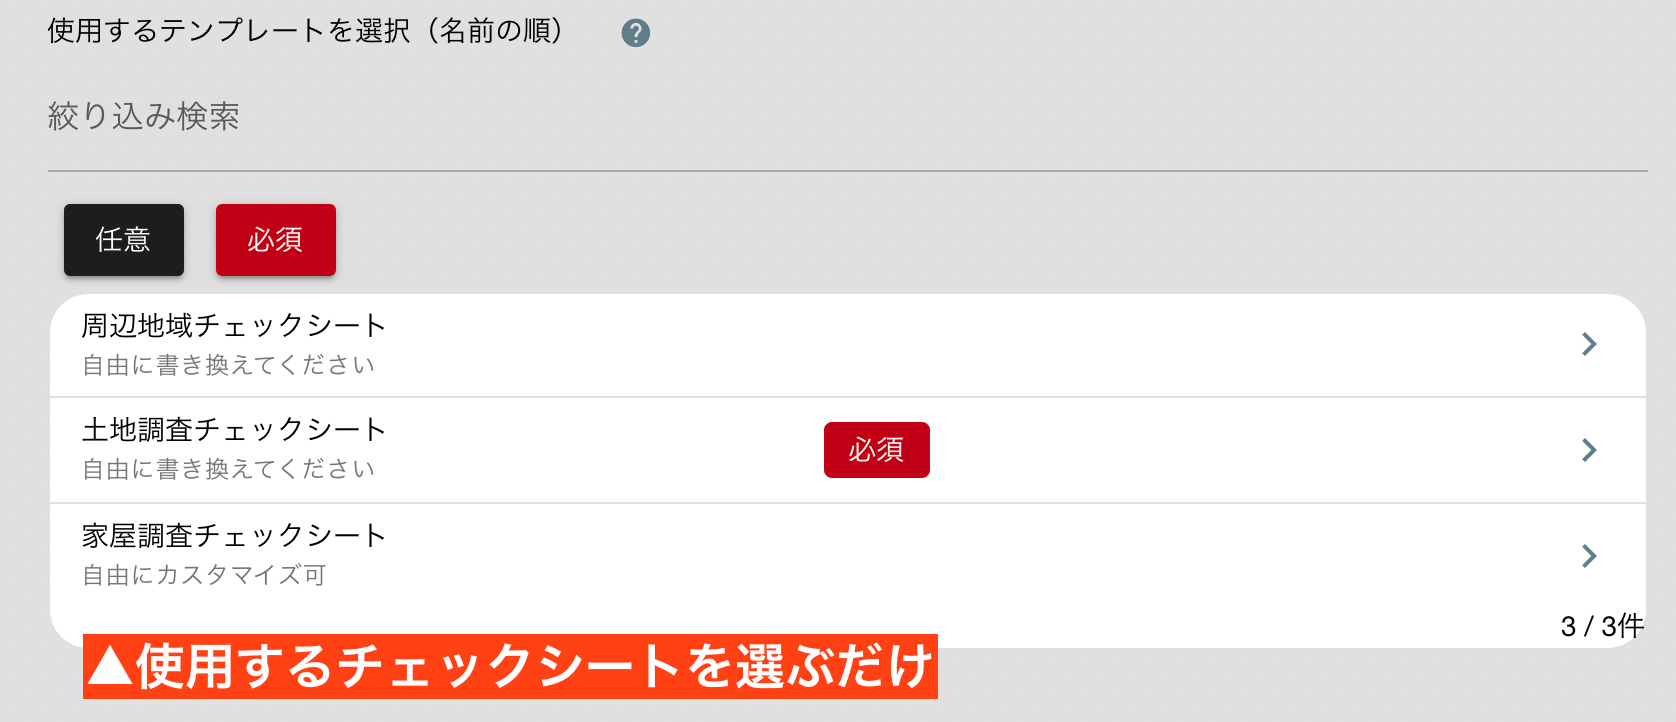 使用するテンプレートを選択（名前の順）
絞り込み検索
任意 必須
周辺地域チェックシート
自由に書き換えてください
土地調査チェックシート
自由に書き換えてください
必須
家屋調査チェックシート
自由にカスタマイズ可
3 / 3件
▲使用するチェックシートを選ぶだけ